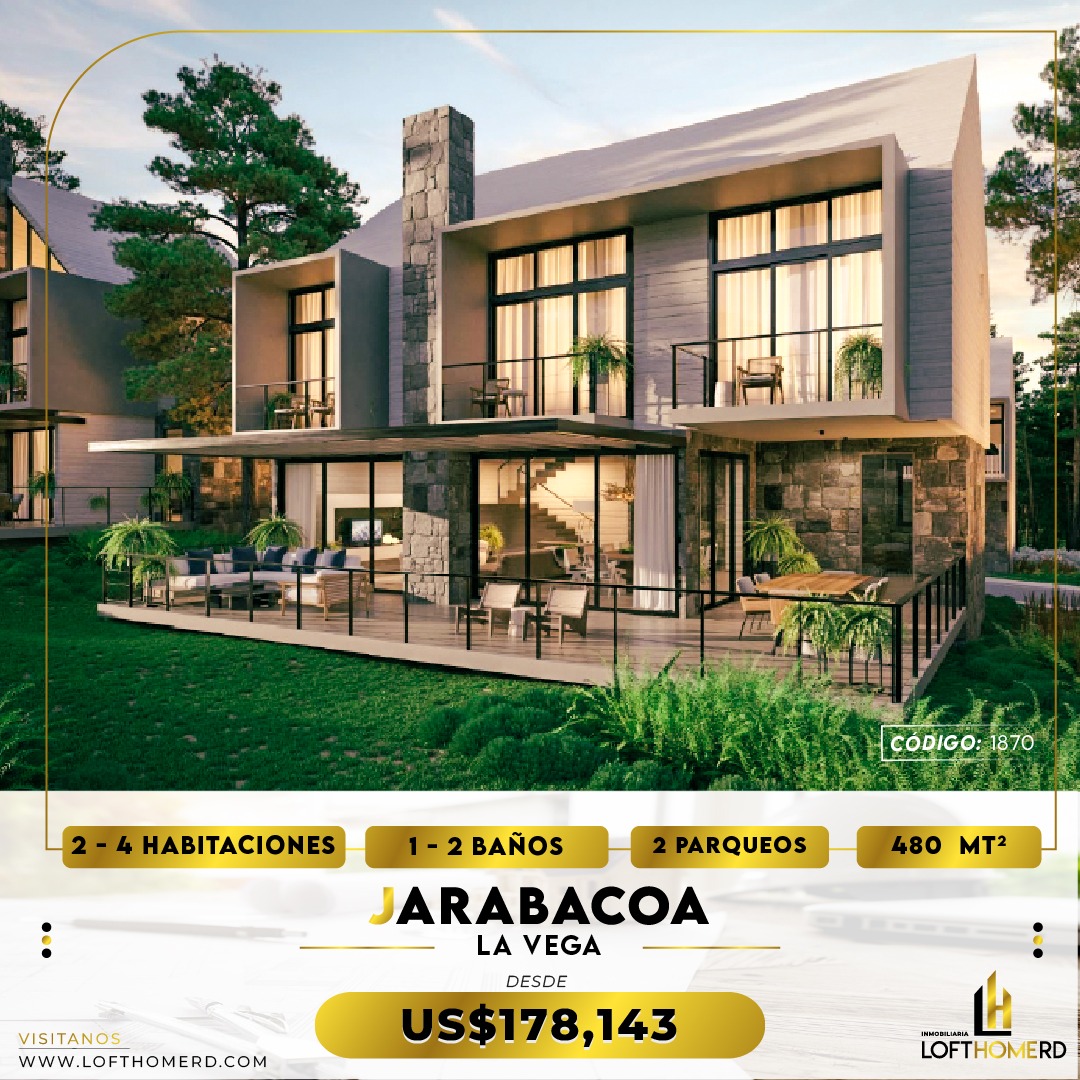 CÓDIGO: 1870
2 - 4 HABITACIONES
1 - 2 BAÑOS
2 PARQUEOS
480 MT²
JARABACOA
LA VEGA
DESDE
US$178,143
VISITANOS
WWW.LOFTHOMERD.COM
INMOBILIARIA
LOFTHOMERD